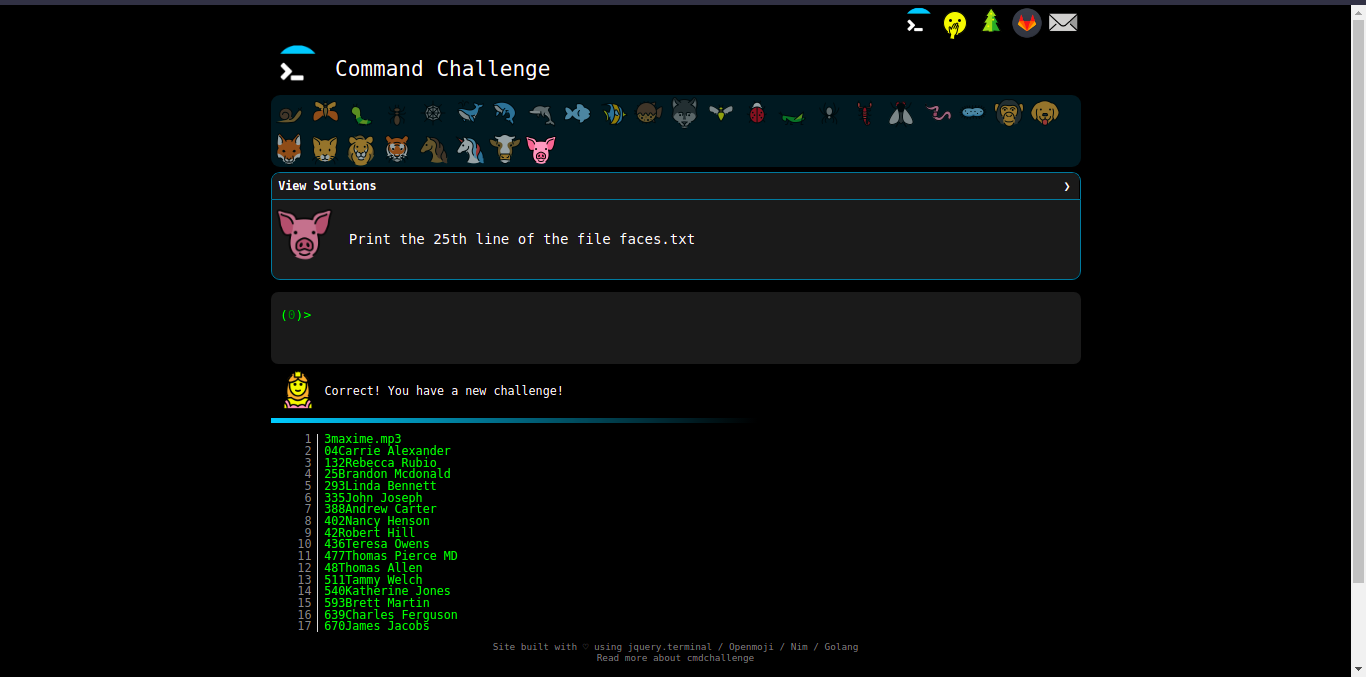 Command Challenge
View Solutions ❯
Print the 25th line of the file faces.txt
(0)>
Correct! You have a new challenge!
1 3maxime.mp3
2 04Carrie Alexander
3 132Rebecca Rubio
4 25Brandon Mcdonald
5 293Linda Bennett
6 335John Joseph
7 388Andrew Carter
8 402Nancy Henson
9 42Robert Hill
10 436Teresa Owens
11 477Thomas Pierce MD
12 48Thomas Allen
13 511Tammy Welch
14 540Katherine Jones
15 593Brett Martin
16 639Charles Ferguson
17 670James Jacobs
Site built with ♡ using jquery.terminal / Openmoji / Nim / Golang
Read more about cmdchallenge